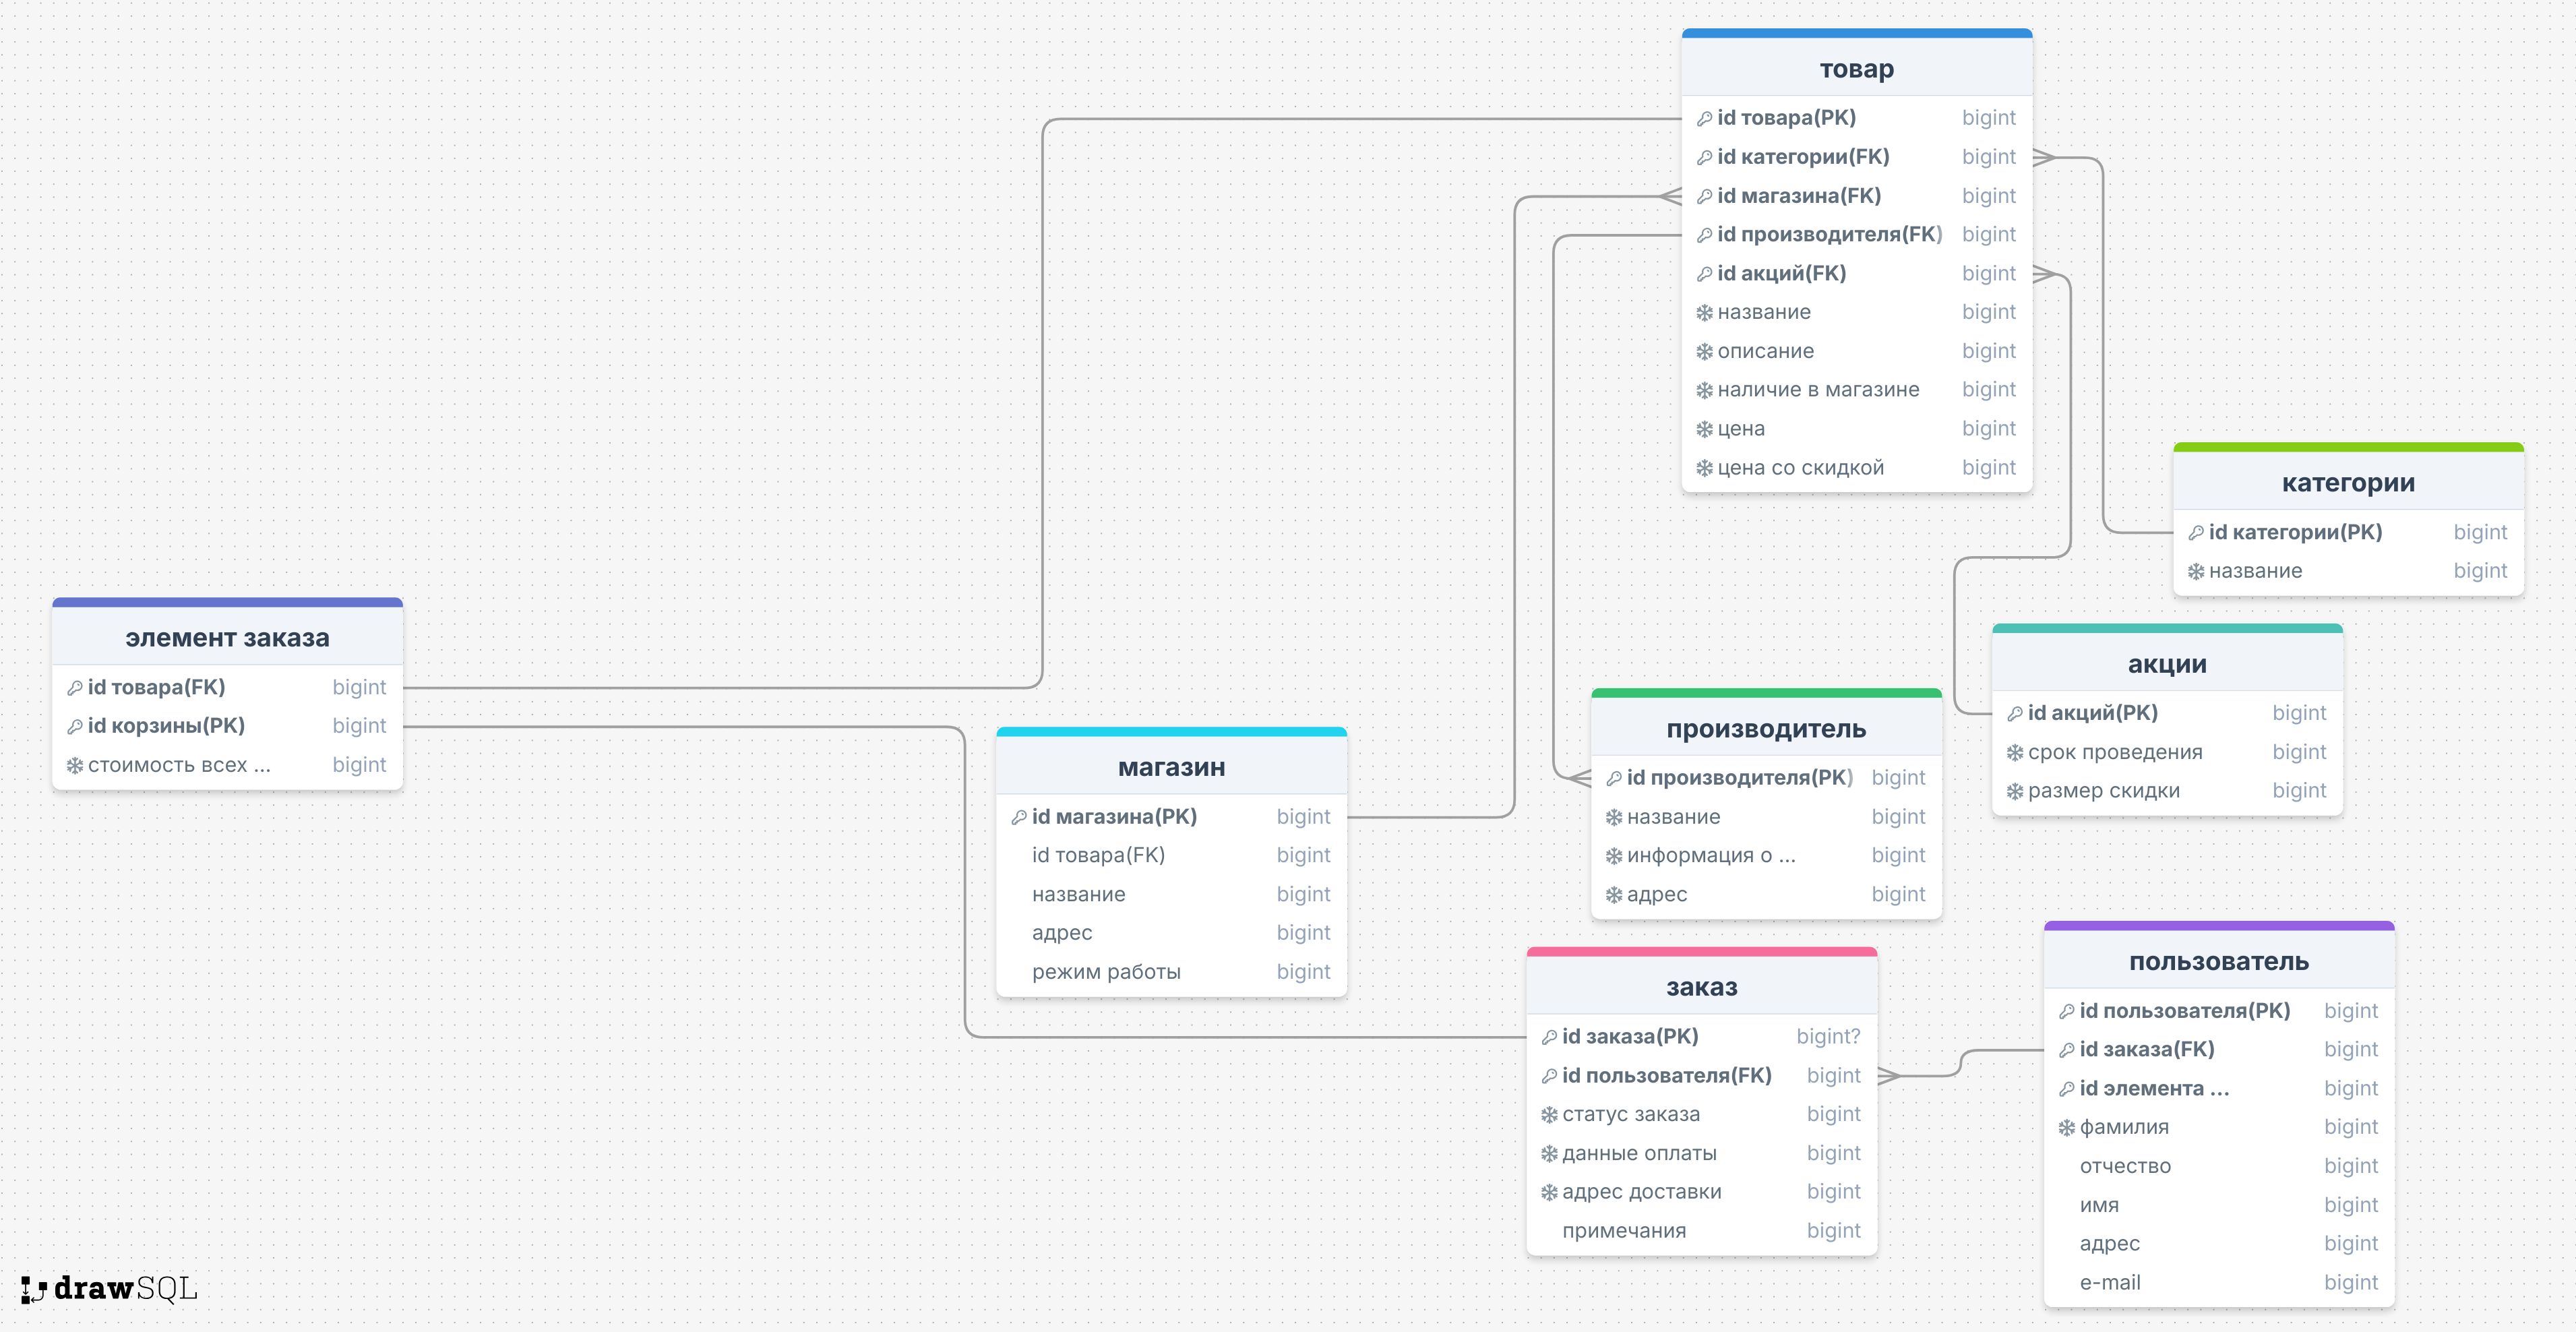 товар
id товара(PK) bigint
id категории(FK) bigint
id магазина(FK) bigint
id производителя(FK) bigint
id акций(FK) bigint
название bigint
описание bigint
наличие в магазине bigint
цена bigint
цена со скидкой bigint
категории
id категории(PK) bigint
название bigint
элемент заказа
id товара(FK) bigint
id корзины(PK) bigint
стоимость всех ... bigint
акции
id акций(PK) bigint
срок проведения bigint
размер скидки bigint
производитель
id производителя(PK) bigint
название bigint
информация о ... bigint
адрес bigint
магазин
id магазина(PK) bigint
id товара(FK) bigint
название bigint
адрес bigint
режим работы bigint
заказ
id заказа(PK) bigint?
id пользователя(FK) bigint
статус заказа bigint
данные оплаты bigint
адрес доставки bigint
примечания bigint
пользователь
id пользователя(PK) bigint
id заказа(FK) bigint
id элемента ... bigint
фамилия bigint
отчество bigint
имя bigint
адрес bigint
e-mail bigint
drawSQL